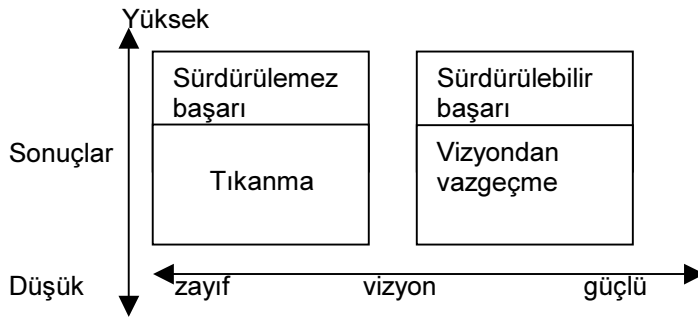 Yüksek
Sürdürülemez
başarı
Sürdürülebilir
başarı
Sonuçlar
Tıkanma
Vizyondan
vazgeçme
Düşük
zayıf
vizyon
güçlü